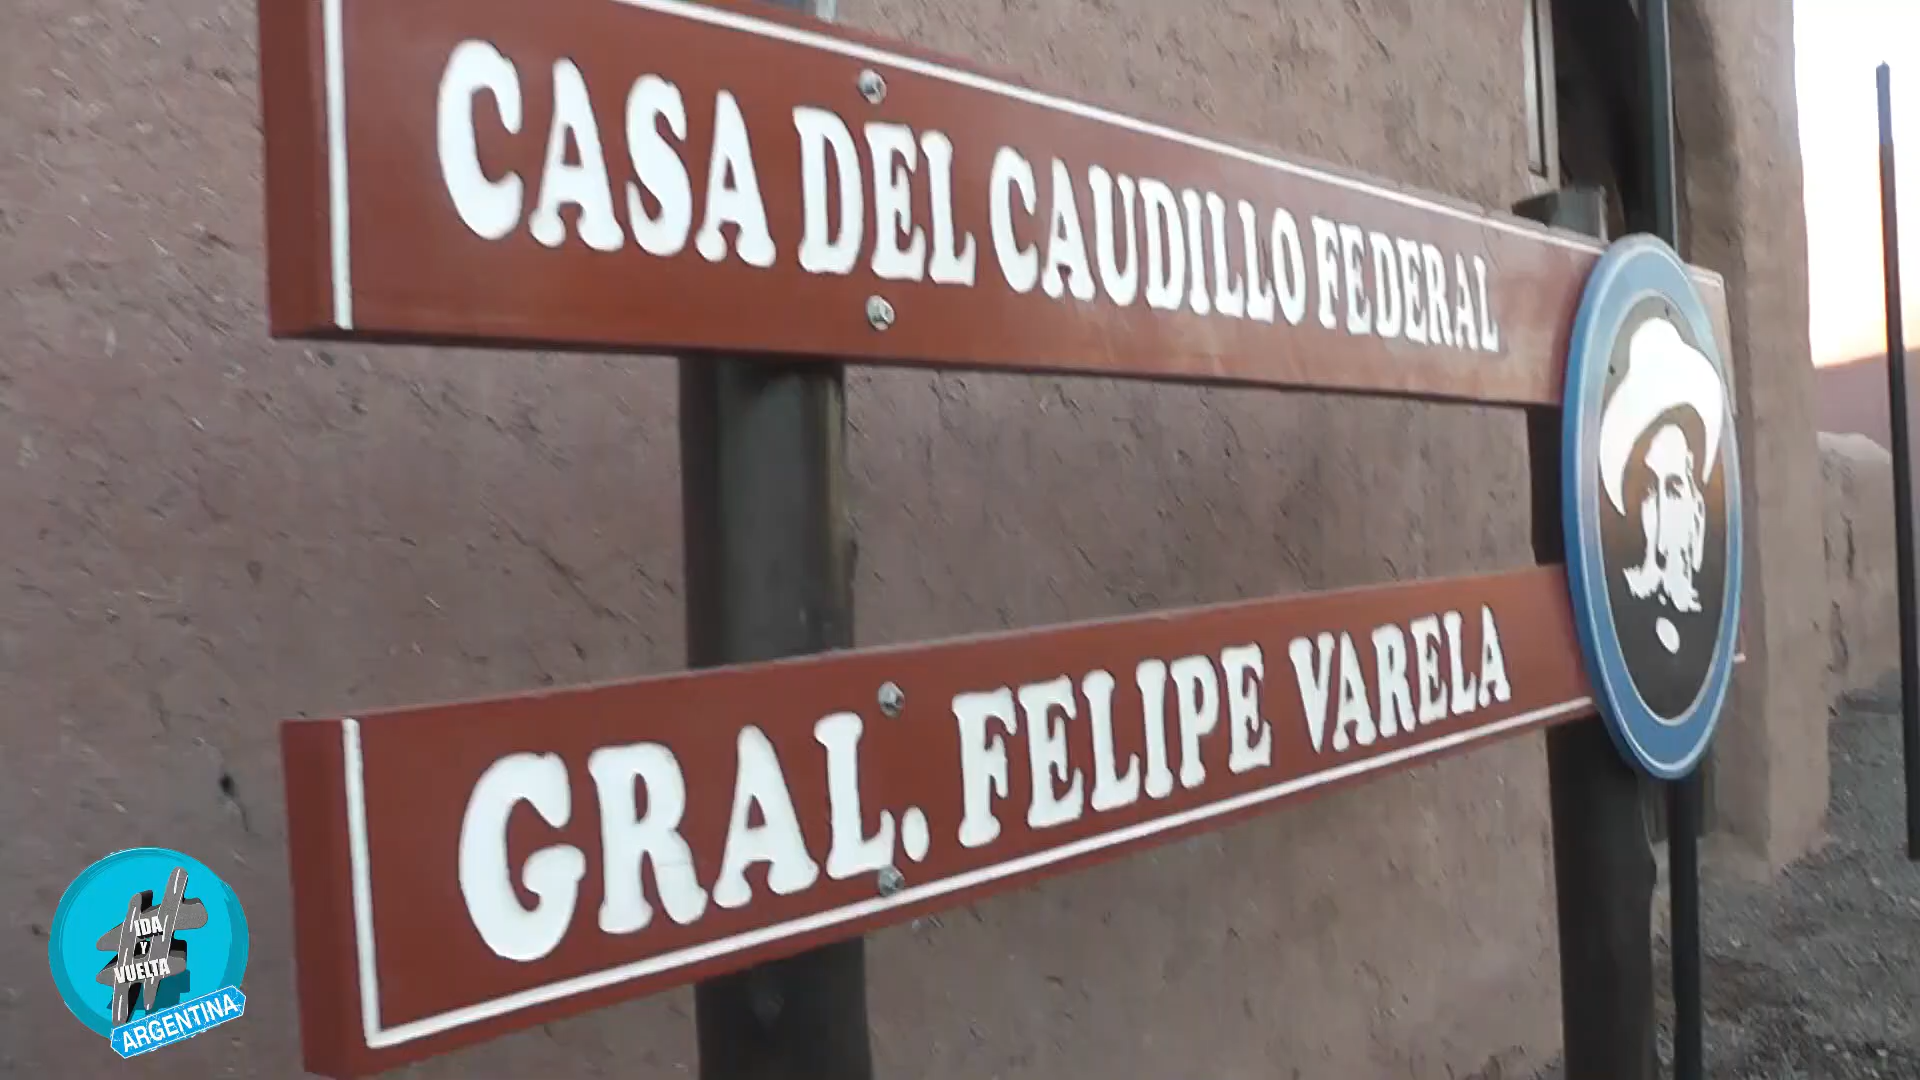 CASA DEL CAUDILLO FEDERAL
GRAL. FELIPE VARELA
IDA
Y
VUELTA
ARGENTINA